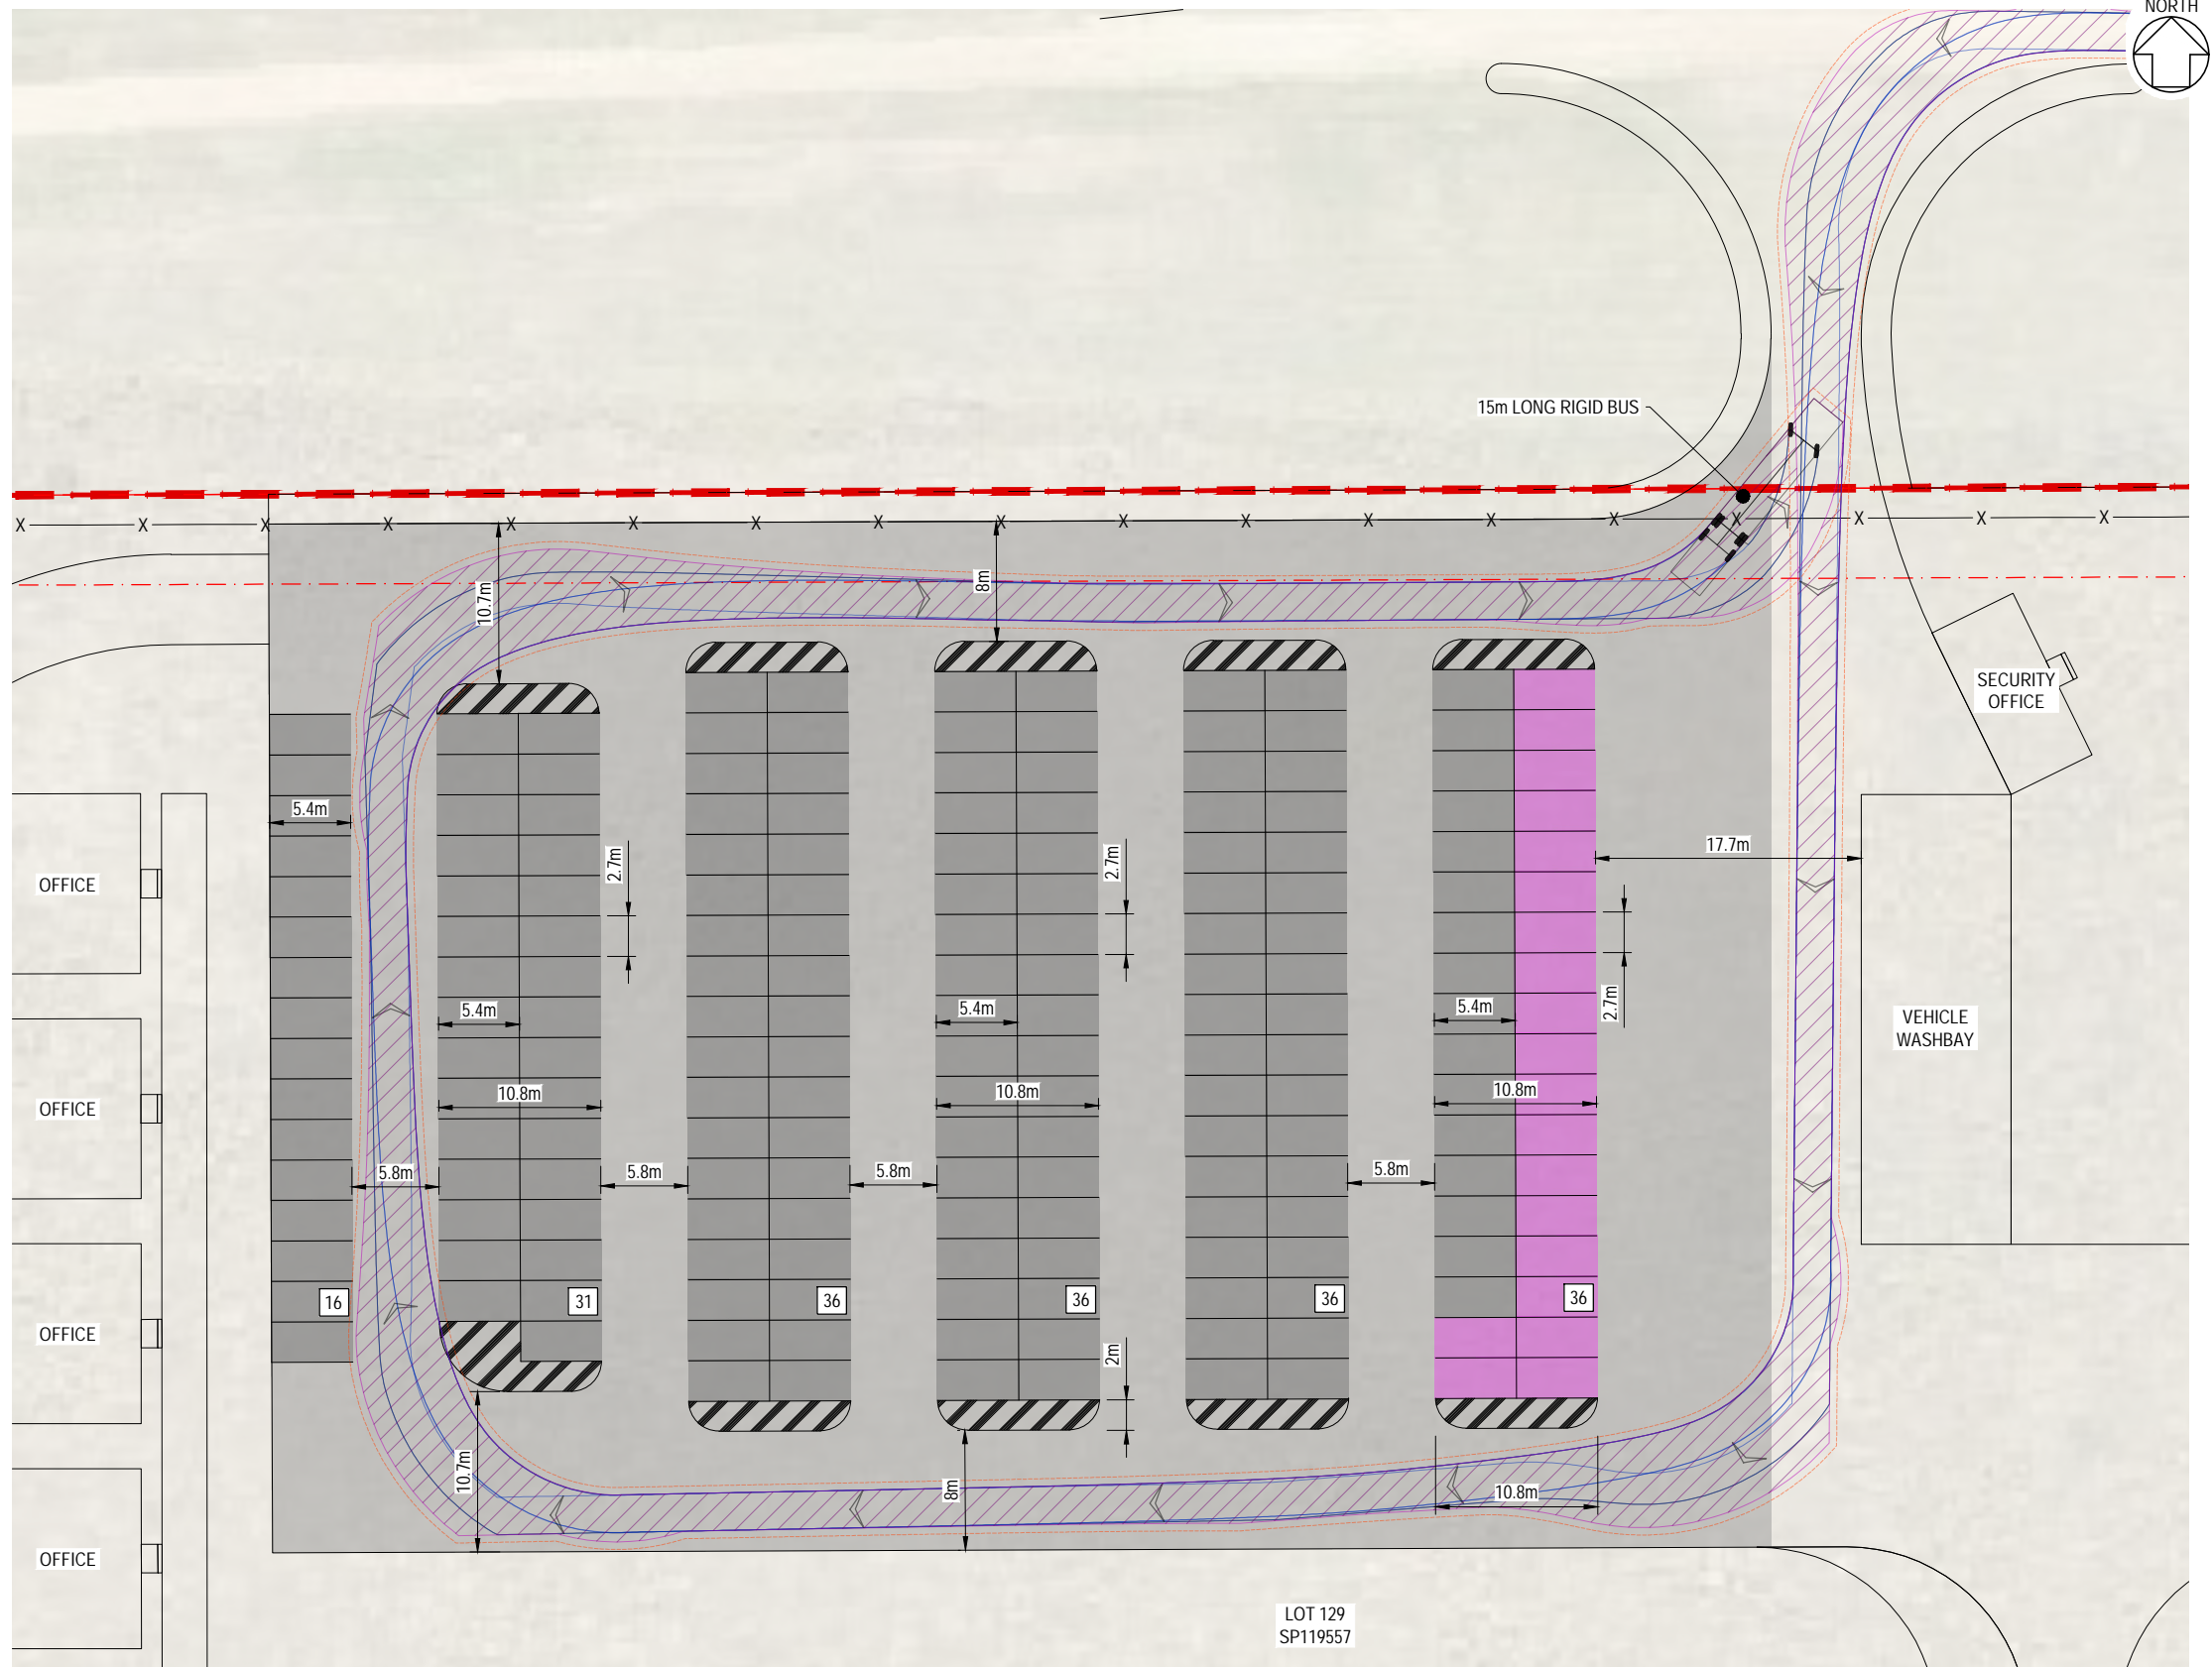 NORTH
15m LONG RIGID BUS
X X X X X X X X X X X X X X X X X X
10.7m
8m
SECURITY
OFFICE
5.4m
2.7m
2.7m
17.7m
OFFICE
5.4m
5.4m
5.4m
2.7m
VEHICLE
WASHBAY
10.8m
10.8m
10.8m
OFFICE
5.8m
5.8m
5.8m
5.8m
16
31
36
36
36
36
OFFICE
2m
10.7m
8m
10.8m
OFFICE
LOT 129
SP119557